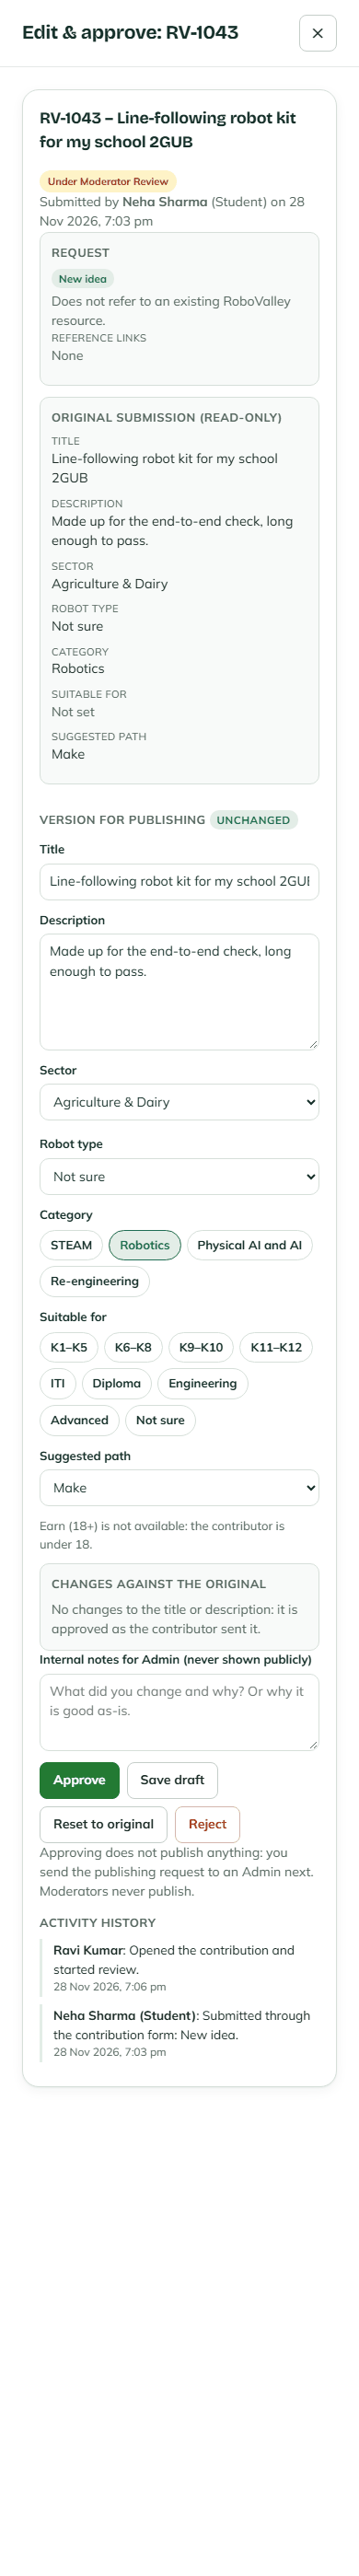 Edit & approve: RV-1043
RV-1043 – Line-following robot kit
for my school 2GUB
Under Moderator Review
Submitted by Neha Sharma (Student) on 28
Nov 2026, 7:03 pm
REQUEST
New idea
Does not refer to an existing RoboValley
resource.
REFERENCE LINKS
None
ORIGINAL SUBMISSION (READ-ONLY)
TITLE
Line-following robot kit for my school
2GUB
DESCRIPTION
Made up for the end-to-end check, long
enough to pass.
SECTOR
Agriculture & Dairy
ROBOT TYPE
Not sure
CATEGORY
Robotics
SUITABLE FOR
Not set
SUGGESTED PATH
Make
VERSION FOR PUBLISHING UNCHANGED
Title
Line-following robot kit for my school 2GUB
Description
Made up for the end-to-end check, long
enough to pass.
Sector
Agriculture & Dairy
Robot type
Not sure
Category
STEAM Robotics Physical AI and AI
Re-engineering
Suitable for
K1–K5 K6–K8 K9–K10 K11–K12
ITI Diploma Engineering
Advanced Not sure
Suggested path
Make
Earn (18+) is not available: the contributor is
under 18.
CHANGES AGAINST THE ORIGINAL
No changes to the title or description: it is
approved as the contributor sent it.
Internal notes for Admin (never shown publicly)
What did you change and why? Or why it
is good as-is.
Approve Save draft
Reset to original Reject
Approving does not publish anything: you
send the publishing request to an Admin next.
Moderators never publish.
ACTIVITY HISTORY
Ravi Kumar: Opened the contribution and
started review.
28 Nov 2026, 7:06 pm
Neha Sharma (Student): Submitted through
the contribution form: New idea.
28 Nov 2026, 7:03 pm